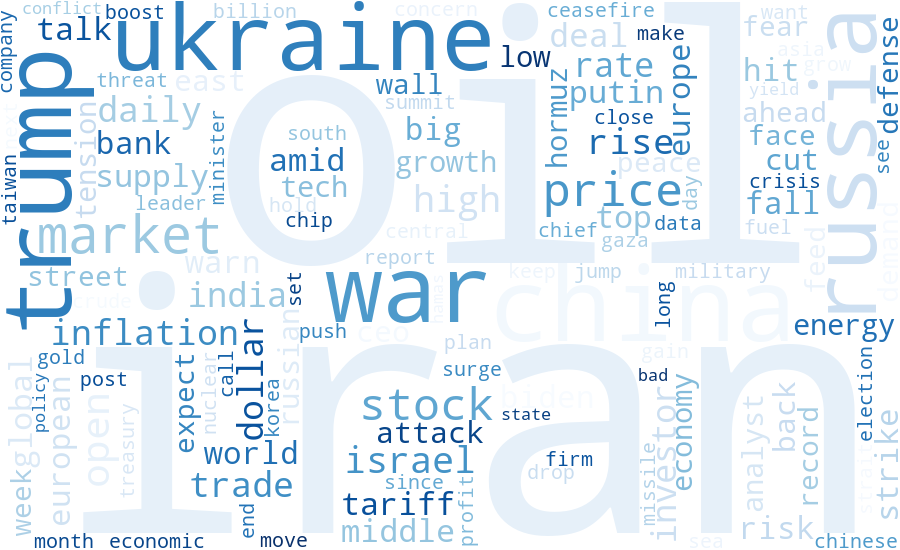 conflict boost billion concern ceasefire want
company talk ukraine low deal make fear
trump threat east wall rate russia hit asia grow
daily tension summit putin europe yield defense
bank minister south big close hormuz rise ahead
taiwan supply amid growth peace face see
leader tech high price crisis cut
hold chip top day data fall
market oil central chief gaza fuel
street warn report keep jump military feed demand
crude india set war hamas china long
inflation russian push ceo energy
gold dollar plan gain
policy post expect call nuclear korea surge biden bad economy election
global european open treasury stock state investor analyst back record
week world attack firm strike
trade iran israel since drop missile strait
month economic end move tariff middle profit sea risk chinese
next